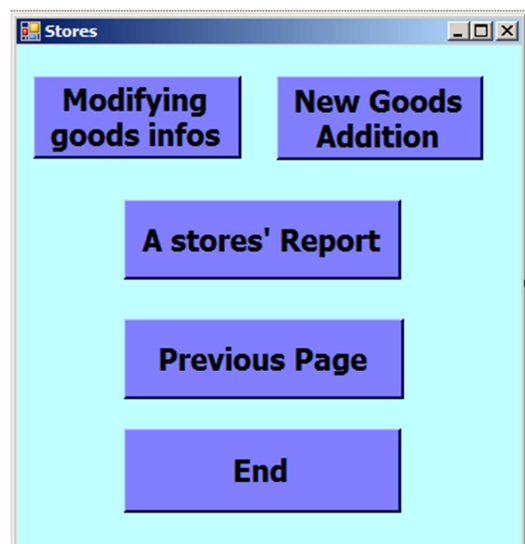 Stores
Modifying
goods infos
New Goods
Addition
A stores' Report
Previous Page
End